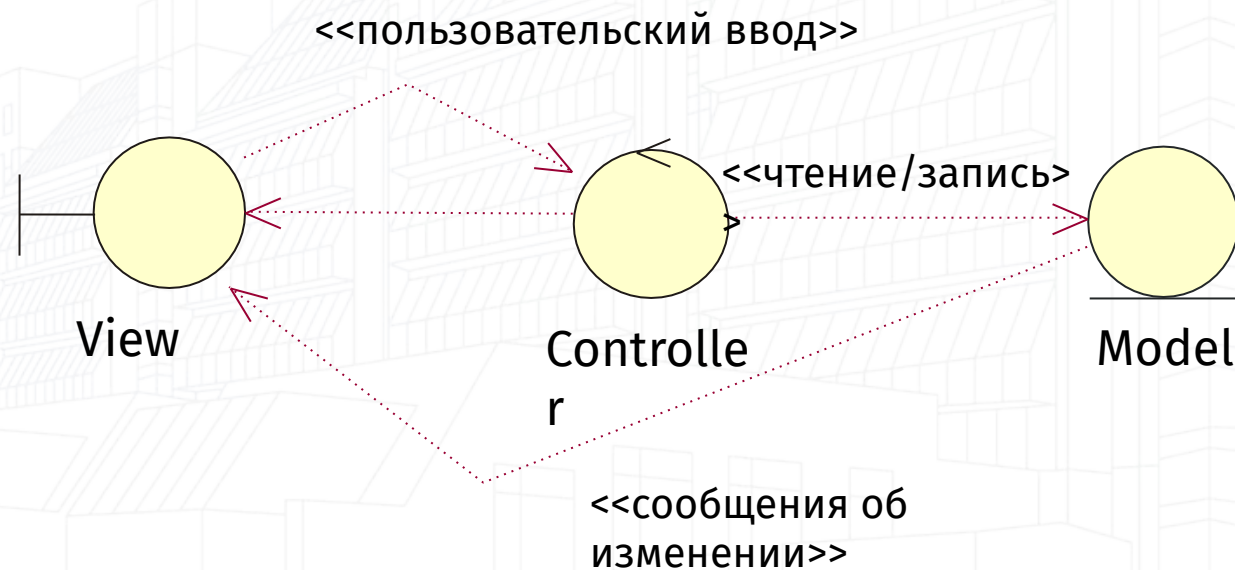 <<пользовательский ввод>>
<<чтение/запись>
>
View
Controlle
r
Model
<<сообщения об
изменении>>